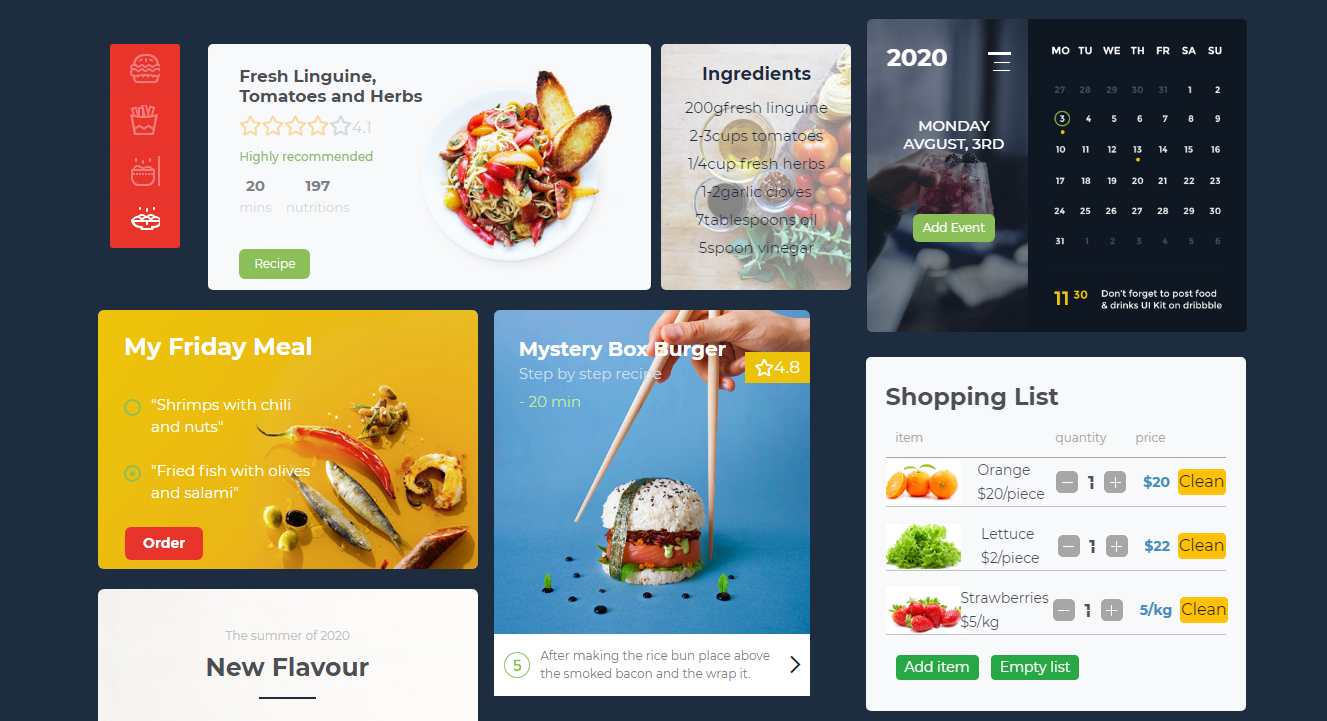 Fresh Linguine,
Tomatoes and Herbs
4.1
Highly recommended
20 197
mins nutritions
Recipe
Ingredients
200gfresh linguine
2-3cups tomatoes
1/4cup fresh herbs
1-2garlic cloves
7tablespoons oil
5spoon vinegar
2020
MONDAY
AVGUST, 3RD
Add Event
MO TU WE TH FR SA SU
27 28 29 30 31 1 2
3 4 5 6 7 8 9
10 11 12 13 14 15 16
17 18 19 20 21 22 23
24 25 26 27 28 29 30
31 1 2 3 4 5 6
11 30
Don't forget to post food
& drinks UI Kit on dribbble
My Friday Meal
"Shrimps with chili
and nuts"
"Fried fish with olives
and salami"
Order
Mystery Box Burger
Step by step recipe
- 20 min
4.8
5
After making the rice bun place above
the smoked bacon and the wrap it.
Shopping List
item quantity price
Orange
$20/piece
1 $20 Clean
Lettuce
$2/piece
1 $22 Clean
Strawberries
$5/kg
1 5/kg Clean
Add item Empty list
The summer of 2020
New Flavour